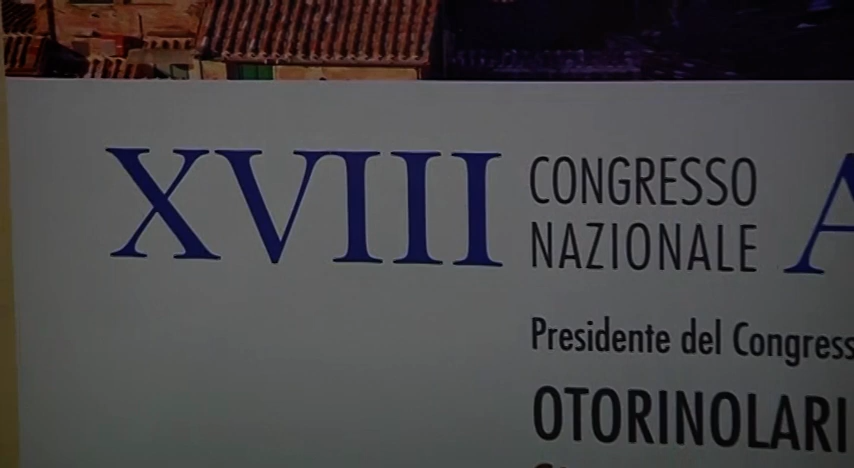 XVIII CONGRESSO
NAZIONALE A
Presidente del Congress
OTORINOLARI